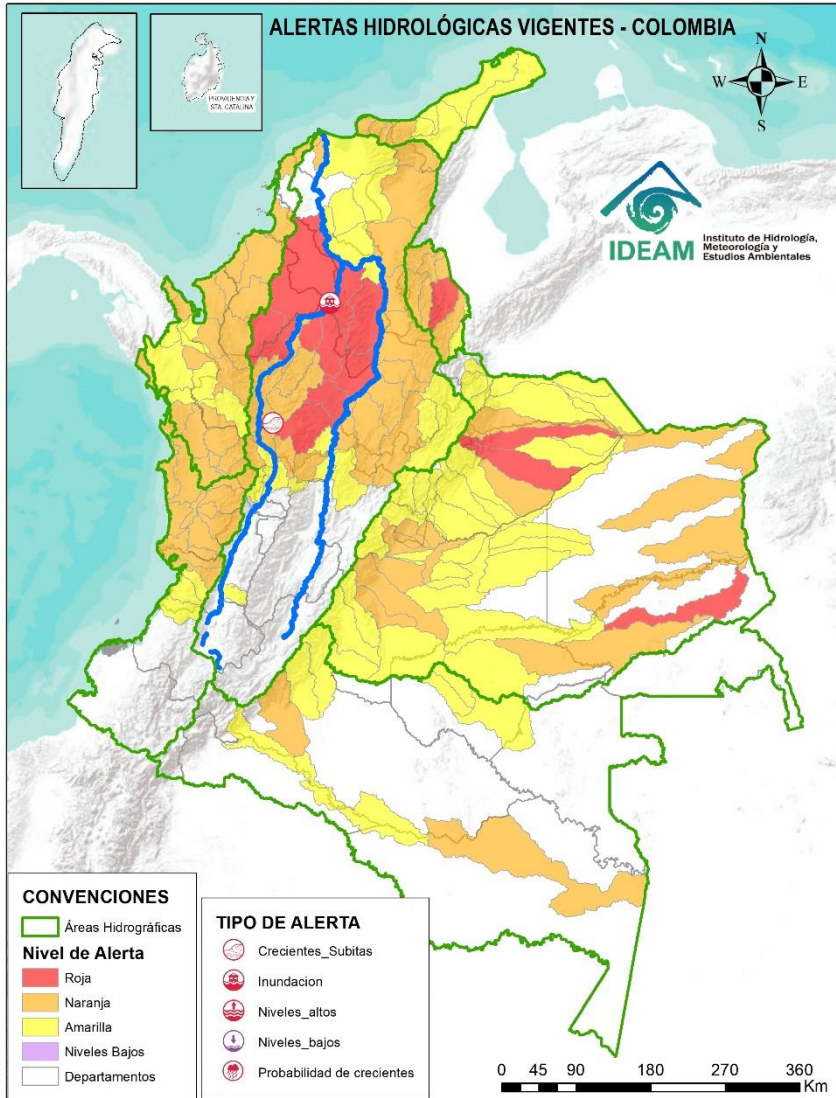 ALERTAS HIDROLÓGICAS VIGENTES - COLOMBIA
PROVIDENCIA Y
STA. CATALINA
N
W E
S
IDEAM
Instituto de Hidrología,
Meteorología y
Estudios Ambientales
CONVENCIONES
Áreas Hidrográficas
Nivel de Alerta
Roja
Naranja
Amarilla
Niveles Bajos
Departamentos
TIPO DE ALERTA
Crecientes_Subitas
Inundacion
Niveles_altos
Niveles_bajos
Probabilidad de crecientes
0 45 90 180 270 360
Km